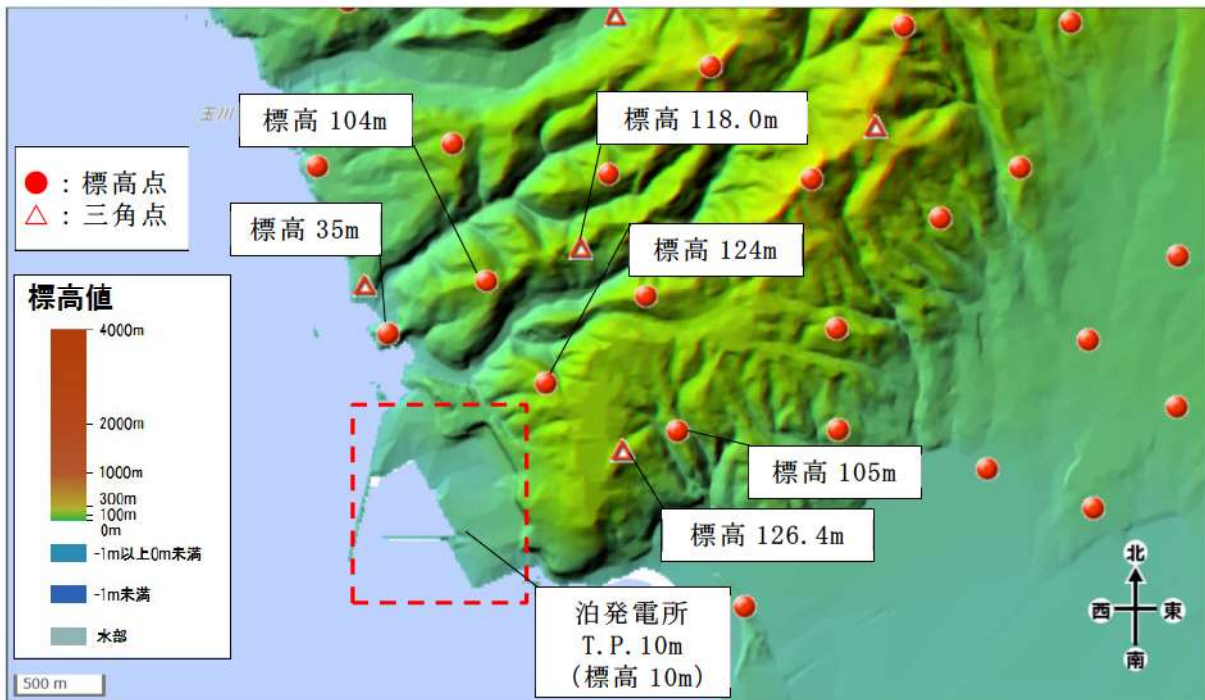 玉川
標高 104m
標高 118.0m
● : 標高点
△ : 三角点
標高 35m
標高 124m
標高値
4000m
2000m
1000m
300m
100m
0m
-1m以上0m未満
-1m未満
水部
500 m
標高 105m
標高 126.4m
泊発電所
T.P.10m
(標高 10m)
北
西
東
南